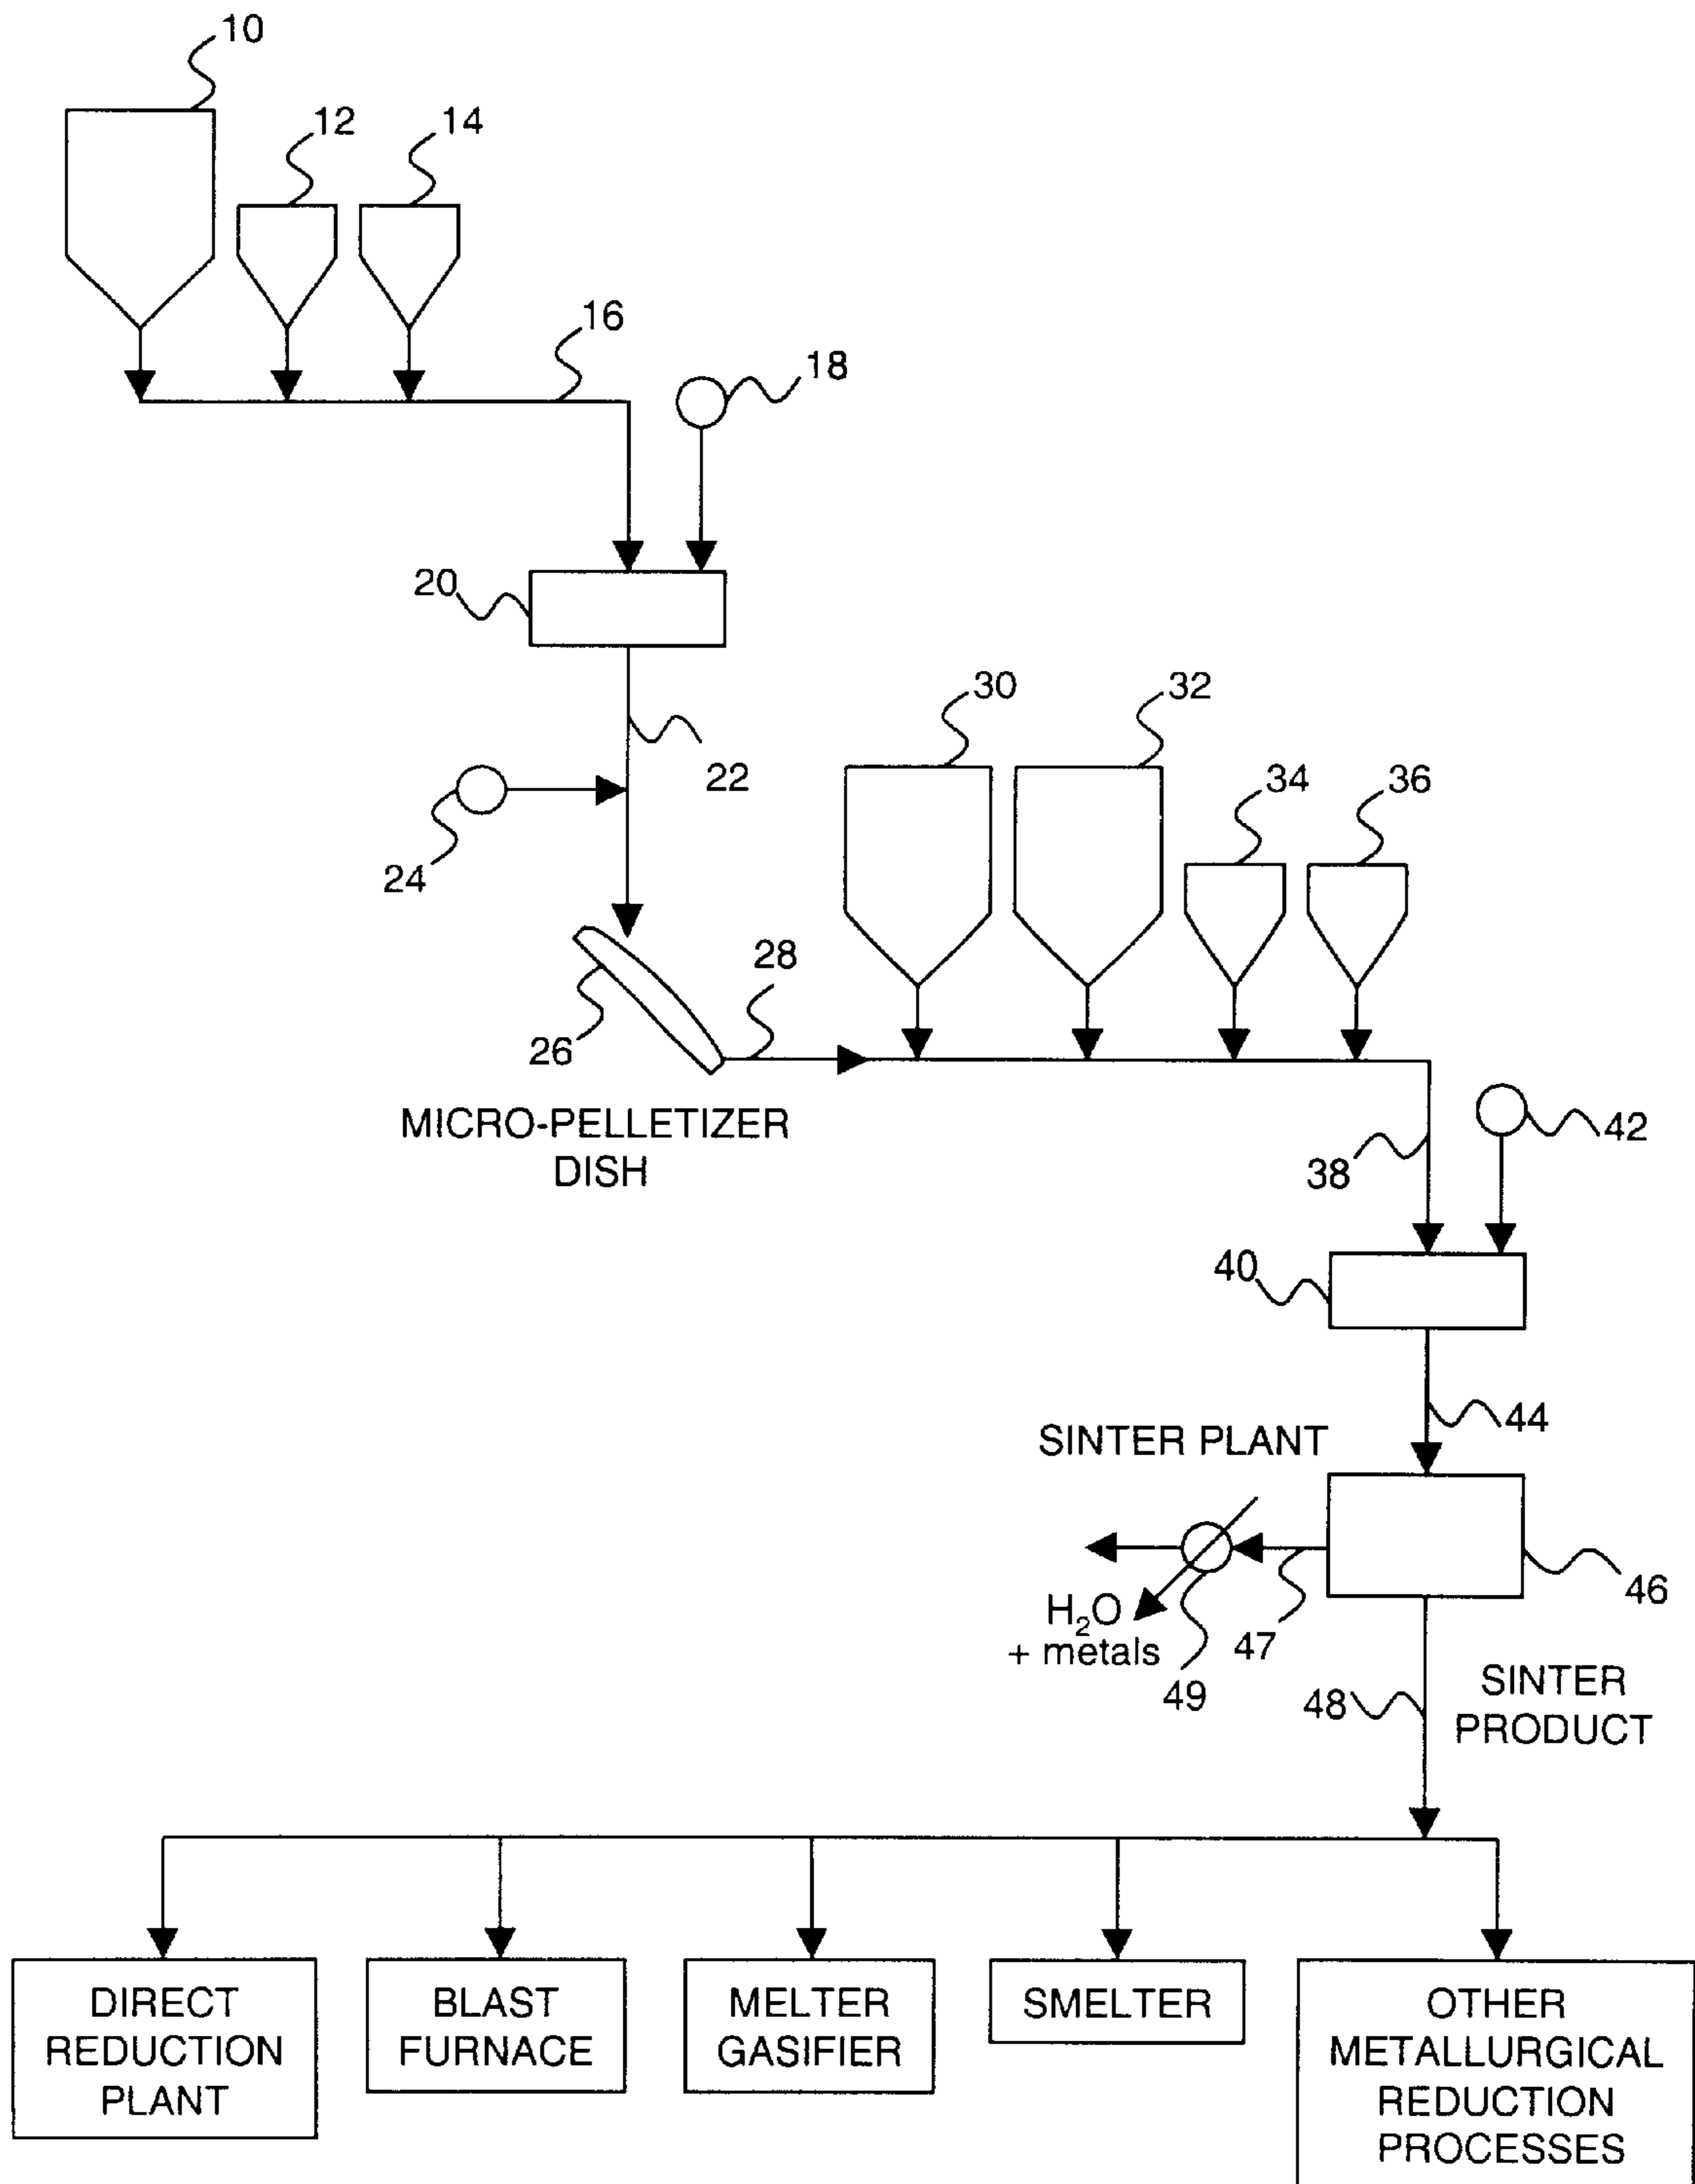 10
12
14
16
18
20
22
24
30
32
34
36
28
26
MICRO-PELLETIZER
DISH
42
38
40
44
SINTER PLANT
46
H₂O
+ metals
47
49
48
SINTER
PRODUCT
DIRECT
REDUCTION
PLANT
BLAST
FURNACE
MELTER
GASIFIER
SMELTER
OTHER
METALLURGICAL
REDUCTION
PROCESSES